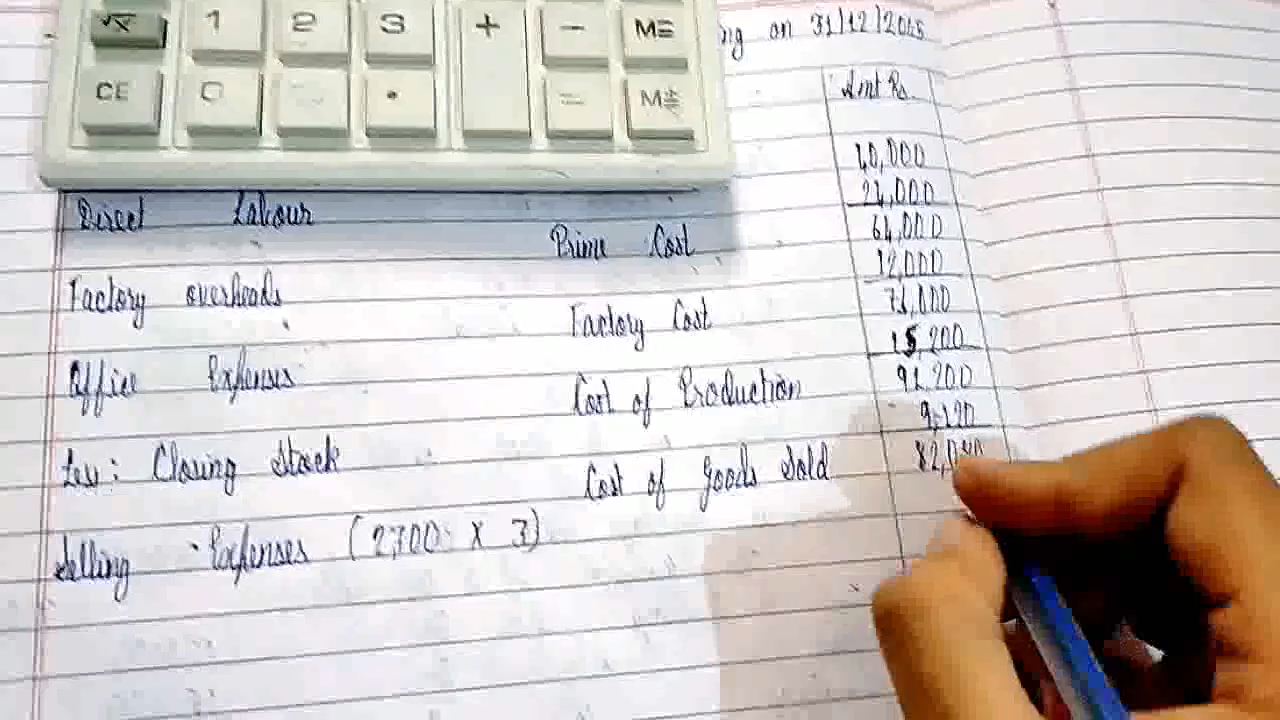 √x 1 2 3 + − M=
CE 0 • =
ng on 31/12/20
Amt Rs
40,000
Direct Labour 24,000
Prime Cost 64,000
Factory overheads 12,000
Factory Cost 76,000
Office Expenses 15,200
Cost of Production 91,200
Less: Closing Stock 9,120
Cost of goods Sold 82,080
Selling Expenses (2700 x 3)